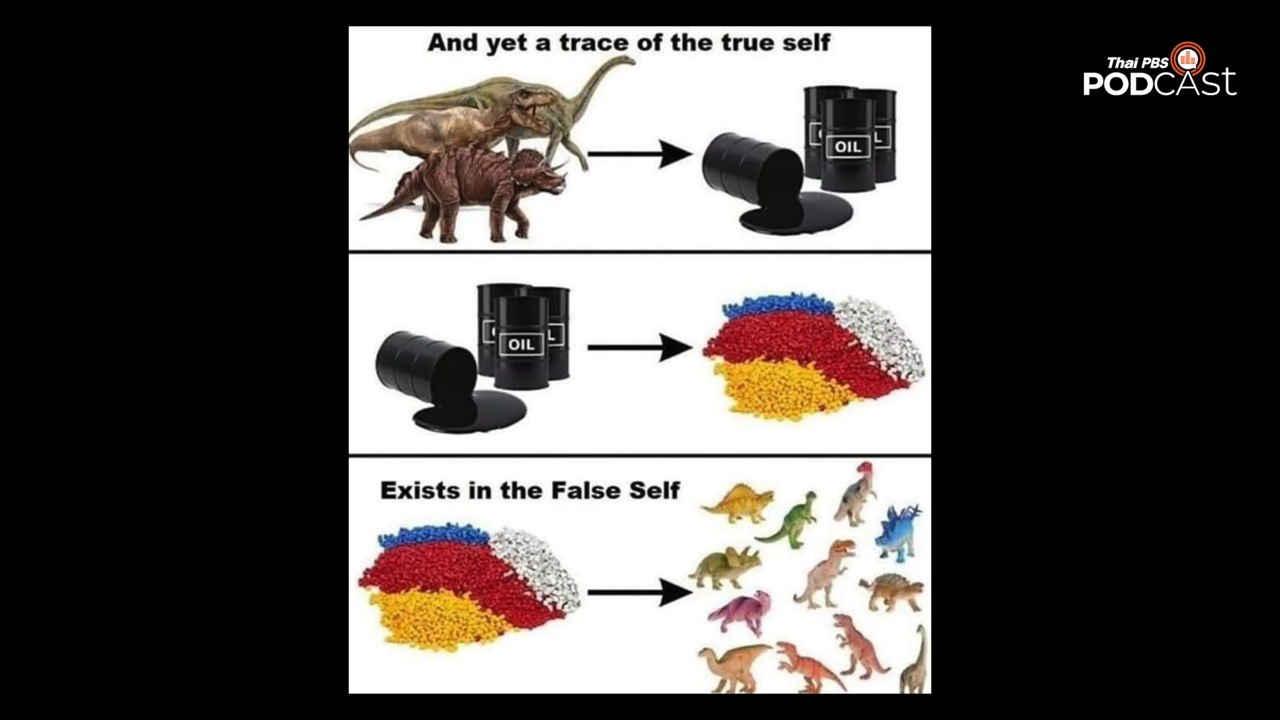 And yet a trace of the true self
Thai PBS
PODCAST
OIL
L
OIL
L
Exists in the False Self